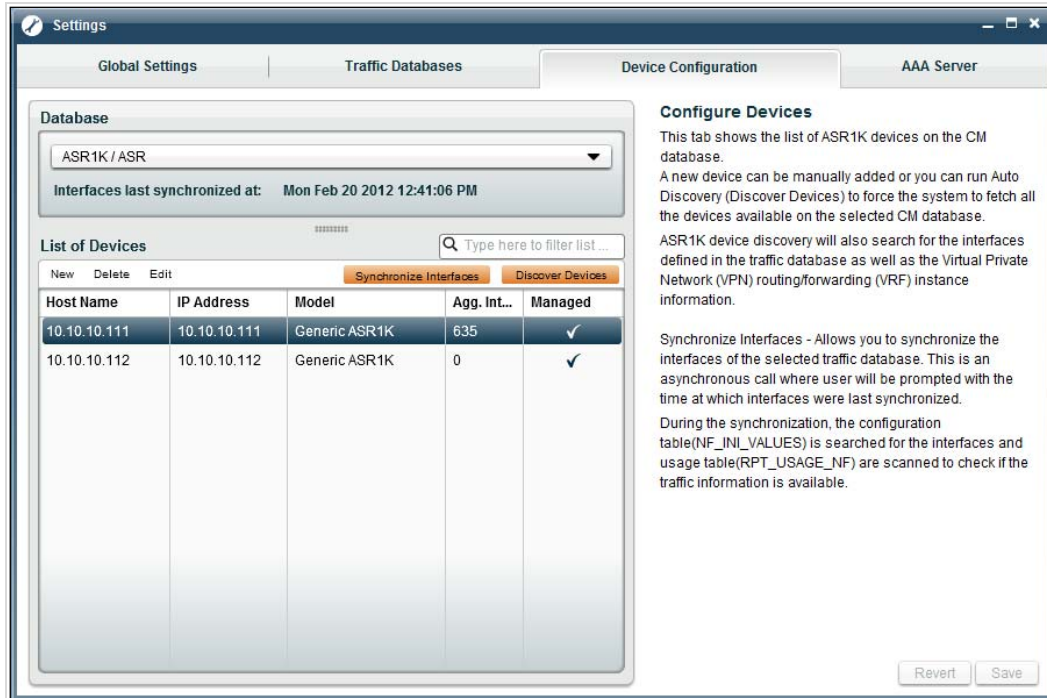 Settings
Global Settings
Traffic Databases
Device Configuration
AAA Server
Database
ASR1K / ASR
Interfaces last synchronized at: Mon Feb 20 2012 12:41:06 PM
List of Devices
Type here to filter list ...
New Delete Edit Synchronize Interfaces Discover Devices
Host Name IP Address Model Agg. Int... Managed
10.10.10.111 10.10.10.111 Generic ASR1K 635
10.10.10.112 10.10.10.112 Generic ASR1K 0
Configure Devices
This tab shows the list of ASR1K devices on the CM
database.
A new device can be manually added or you can run Auto
Discovery (Discover Devices) to force the system to fetch all
the devices available on the selected CM database.
ASR1K device discovery will also search for the interfaces
defined in the traffic database as well as the Virtual Private
Network (VPN) routing/forwarding (VRF) instance
information.
Synchronize Interfaces - Allows you to synchronize the
interfaces of the selected traffic database. This is an
asynchronous call where user will be prompted with the
time at which interfaces were last synchronized.
During the synchronization, the configuration
table(NF_INI_VALUES) is searched for the interfaces and
usage table(RPT_USAGE_NF) are scanned to check if the
traffic information is available.
Revert Save